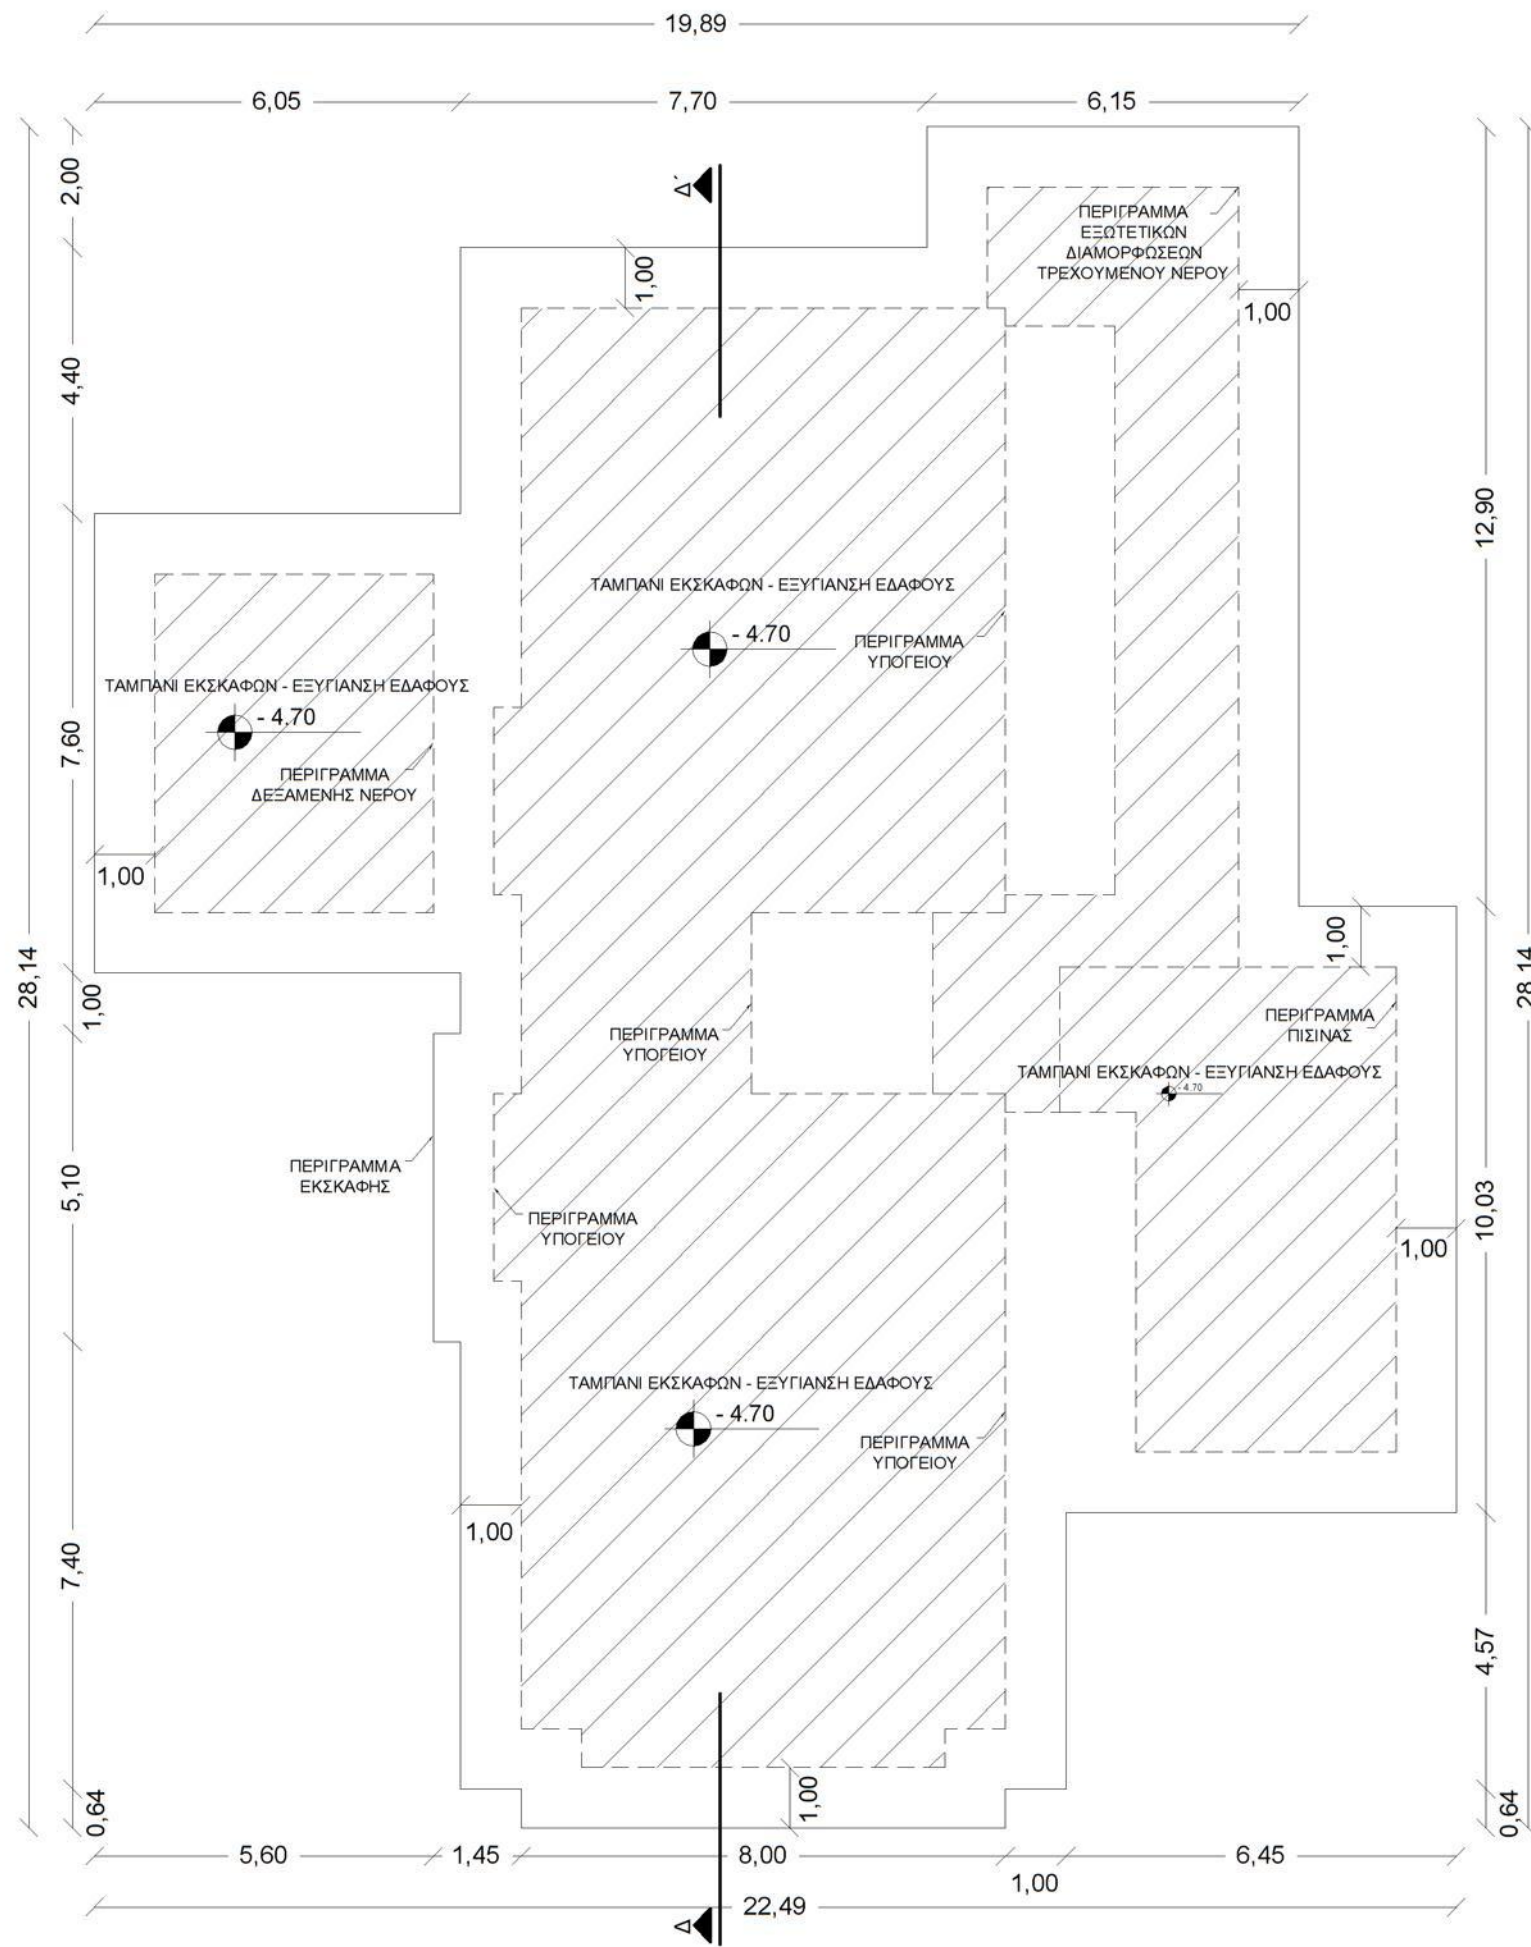 19,89
6,05
7,70
6,15
2,00
Δ΄
ΠΕΡΙΓΡΑΜΜΑ
ΕΞΩΤΕΤΙΚΩΝ
ΔΙΑΜΟΡΦΩΣΕΩΝ
ΤΡΕΧΟΥΜΕΝΟΥ ΝΕΡΟΥ
1,00
1,00
4,40
12,90
ΤΑΜΠΑΝΙ ΕΚΣΚΑΦΩΝ - ΕΞΥΓΙΑΝΣΗ ΕΔΑΦΟΥΣ
- 4.70
ΠΕΡΙΓΡΑΜΜΑ
ΥΠΟΓΕΙΟΥ
ΤΑΜΠΑΝΙ ΕΚΣΚΑΦΩΝ - ΕΞΥΓΙΑΝΣΗ ΕΔΑΦΟΥΣ
- 4.70
7,60
ΠΕΡΙΓΡΑΜΜΑ
ΔΕΞΑΜΕΝΗΣ ΝΕΡΟΥ
1,00
28,14
1,00
1,00
28,14
ΠΕΡΙΓΡΑΜΜΑ
ΥΠΟΓΕΙΟΥ
ΠΕΡΙΓΡΑΜΜΑ
ΠΙΣΙΝΑΣ
ΤΑΜΠΑΝΙ ΕΚΣΚΑΦΩΝ - ΕΞΥΓΙΑΝΣΗ ΕΔΑΦΟΥΣ
- 4.70
ΠΕΡΙΓΡΑΜΜΑ
ΕΚΣΚΑΦΗΣ
5,10
ΠΕΡΙΓΡΑΜΜΑ
ΥΠΟΓΕΙΟΥ
10,03
1,00
ΤΑΜΠΑΝΙ ΕΚΣΚΑΦΩΝ - ΕΞΥΓΙΑΝΣΗ ΕΔΑΦΟΥΣ
- 4.70
ΠΕΡΙΓΡΑΜΜΑ
ΥΠΟΓΕΙΟΥ
1,00
7,40
4,57
1,00
0,64
0,64
5,60
1,45
8,00
1,00
6,45
22,49
Δ